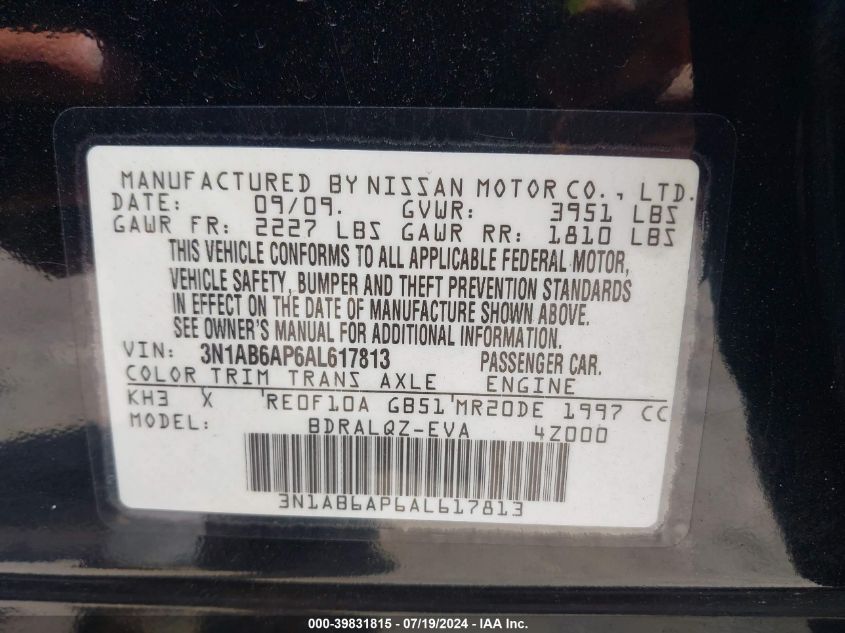 MANUFACTURED BY NISSAN MOTOR CO., LTD.
DATE: 09/09. GVWR: 3951 LBS
GAWR FR: 2227 LBS GAWR RR: 1810 LBS
THIS VEHICLE CONFORMS TO ALL APPLICABLE FEDERAL MOTOR,
VEHICLE SAFETY, BUMPER AND THEFT PREVENTION STANDARDS
IN EFFECT ON THE DATE OF MANUFACTURE SHOWN ABOVE.
SEE OWNER'S MANUAL FOR ADDITIONAL INFORMATION.
VIN: 3N1AB6AP6AL617813 PASSENGER CAR.
COLOR TRIM TRANS AXLE ENGINE
KH3 X RE0F10A GB51 MR20DE 1997 CC
MODEL: BDRALQZ-EVA 4Z000
3N1AB6AP6AL617813
000-39831815 - 07/19/2024 - IAA Inc.